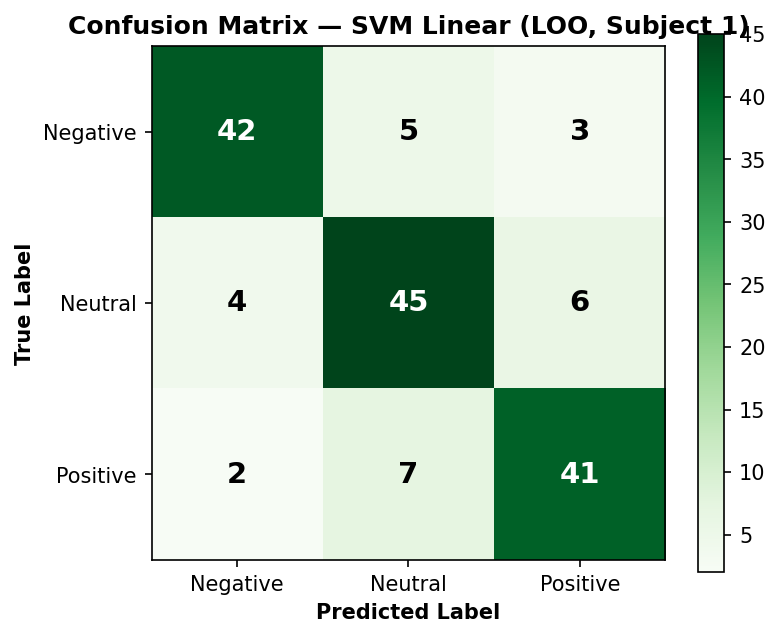 Confusion Matrix — SVM Linear (LOO, Subject 1)
45
40
35
30
25
20
15
10
5
True Label
Negative
42
5
3
Neutral
4
45
6
Positive
2
7
41
Negative
Neutral
Positive
Predicted Label